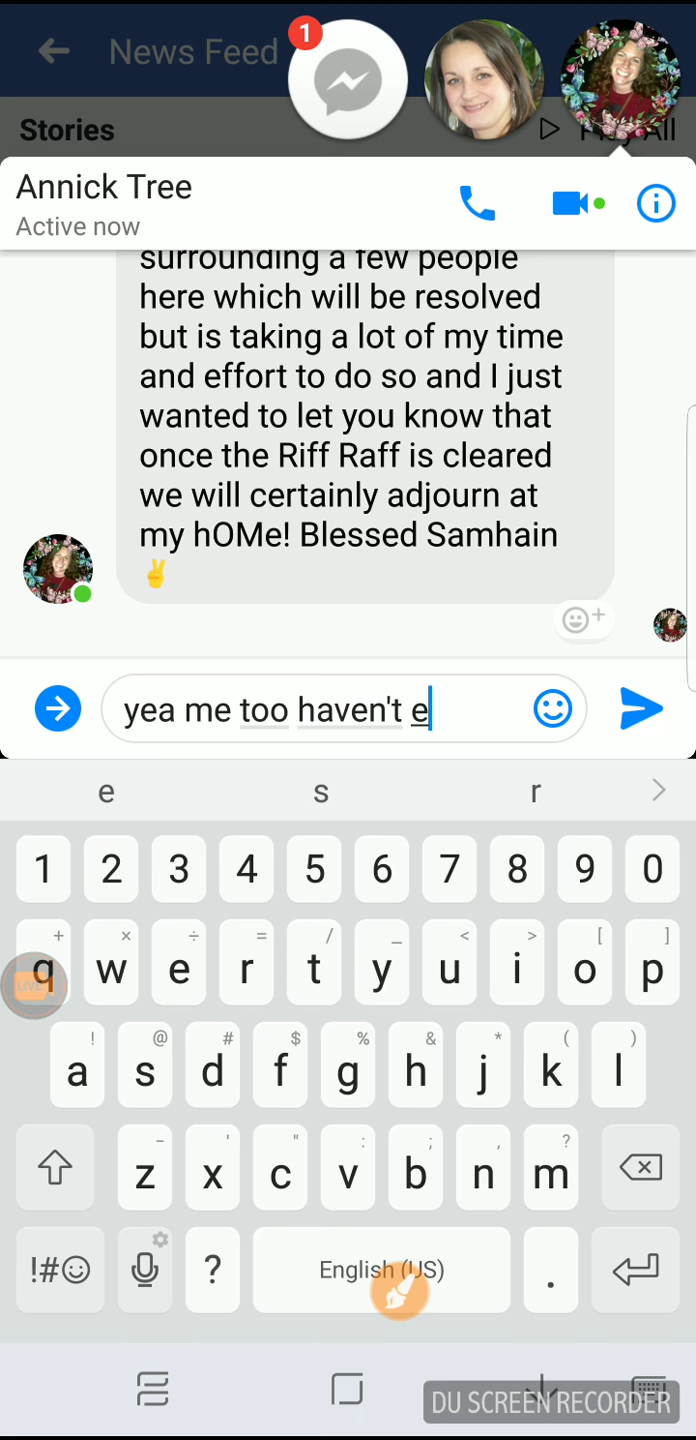 1
News Feed
Stories
Play All
Annick Tree
Active now
surrounding a few people
here which will be resolved
but is taking a lot of my time
and effort to do so and I just
wanted to let you know that
once the Riff Raff is cleared
we will certainly adjourn at
my hOMe! Blessed Samhain
✌
yea me too haven't e
e s r
1 2 3 4 5 6 7 8 9 0
+ × ÷ = / _ < > [ ]
q w e r t y u i o p
LIVE
! @ # $ % & * ( )
a s d f g h j k l
- ' " : ; , ?
z x c v b n m
!#☺ ? English (US) .
DU SCREEN RECORDER